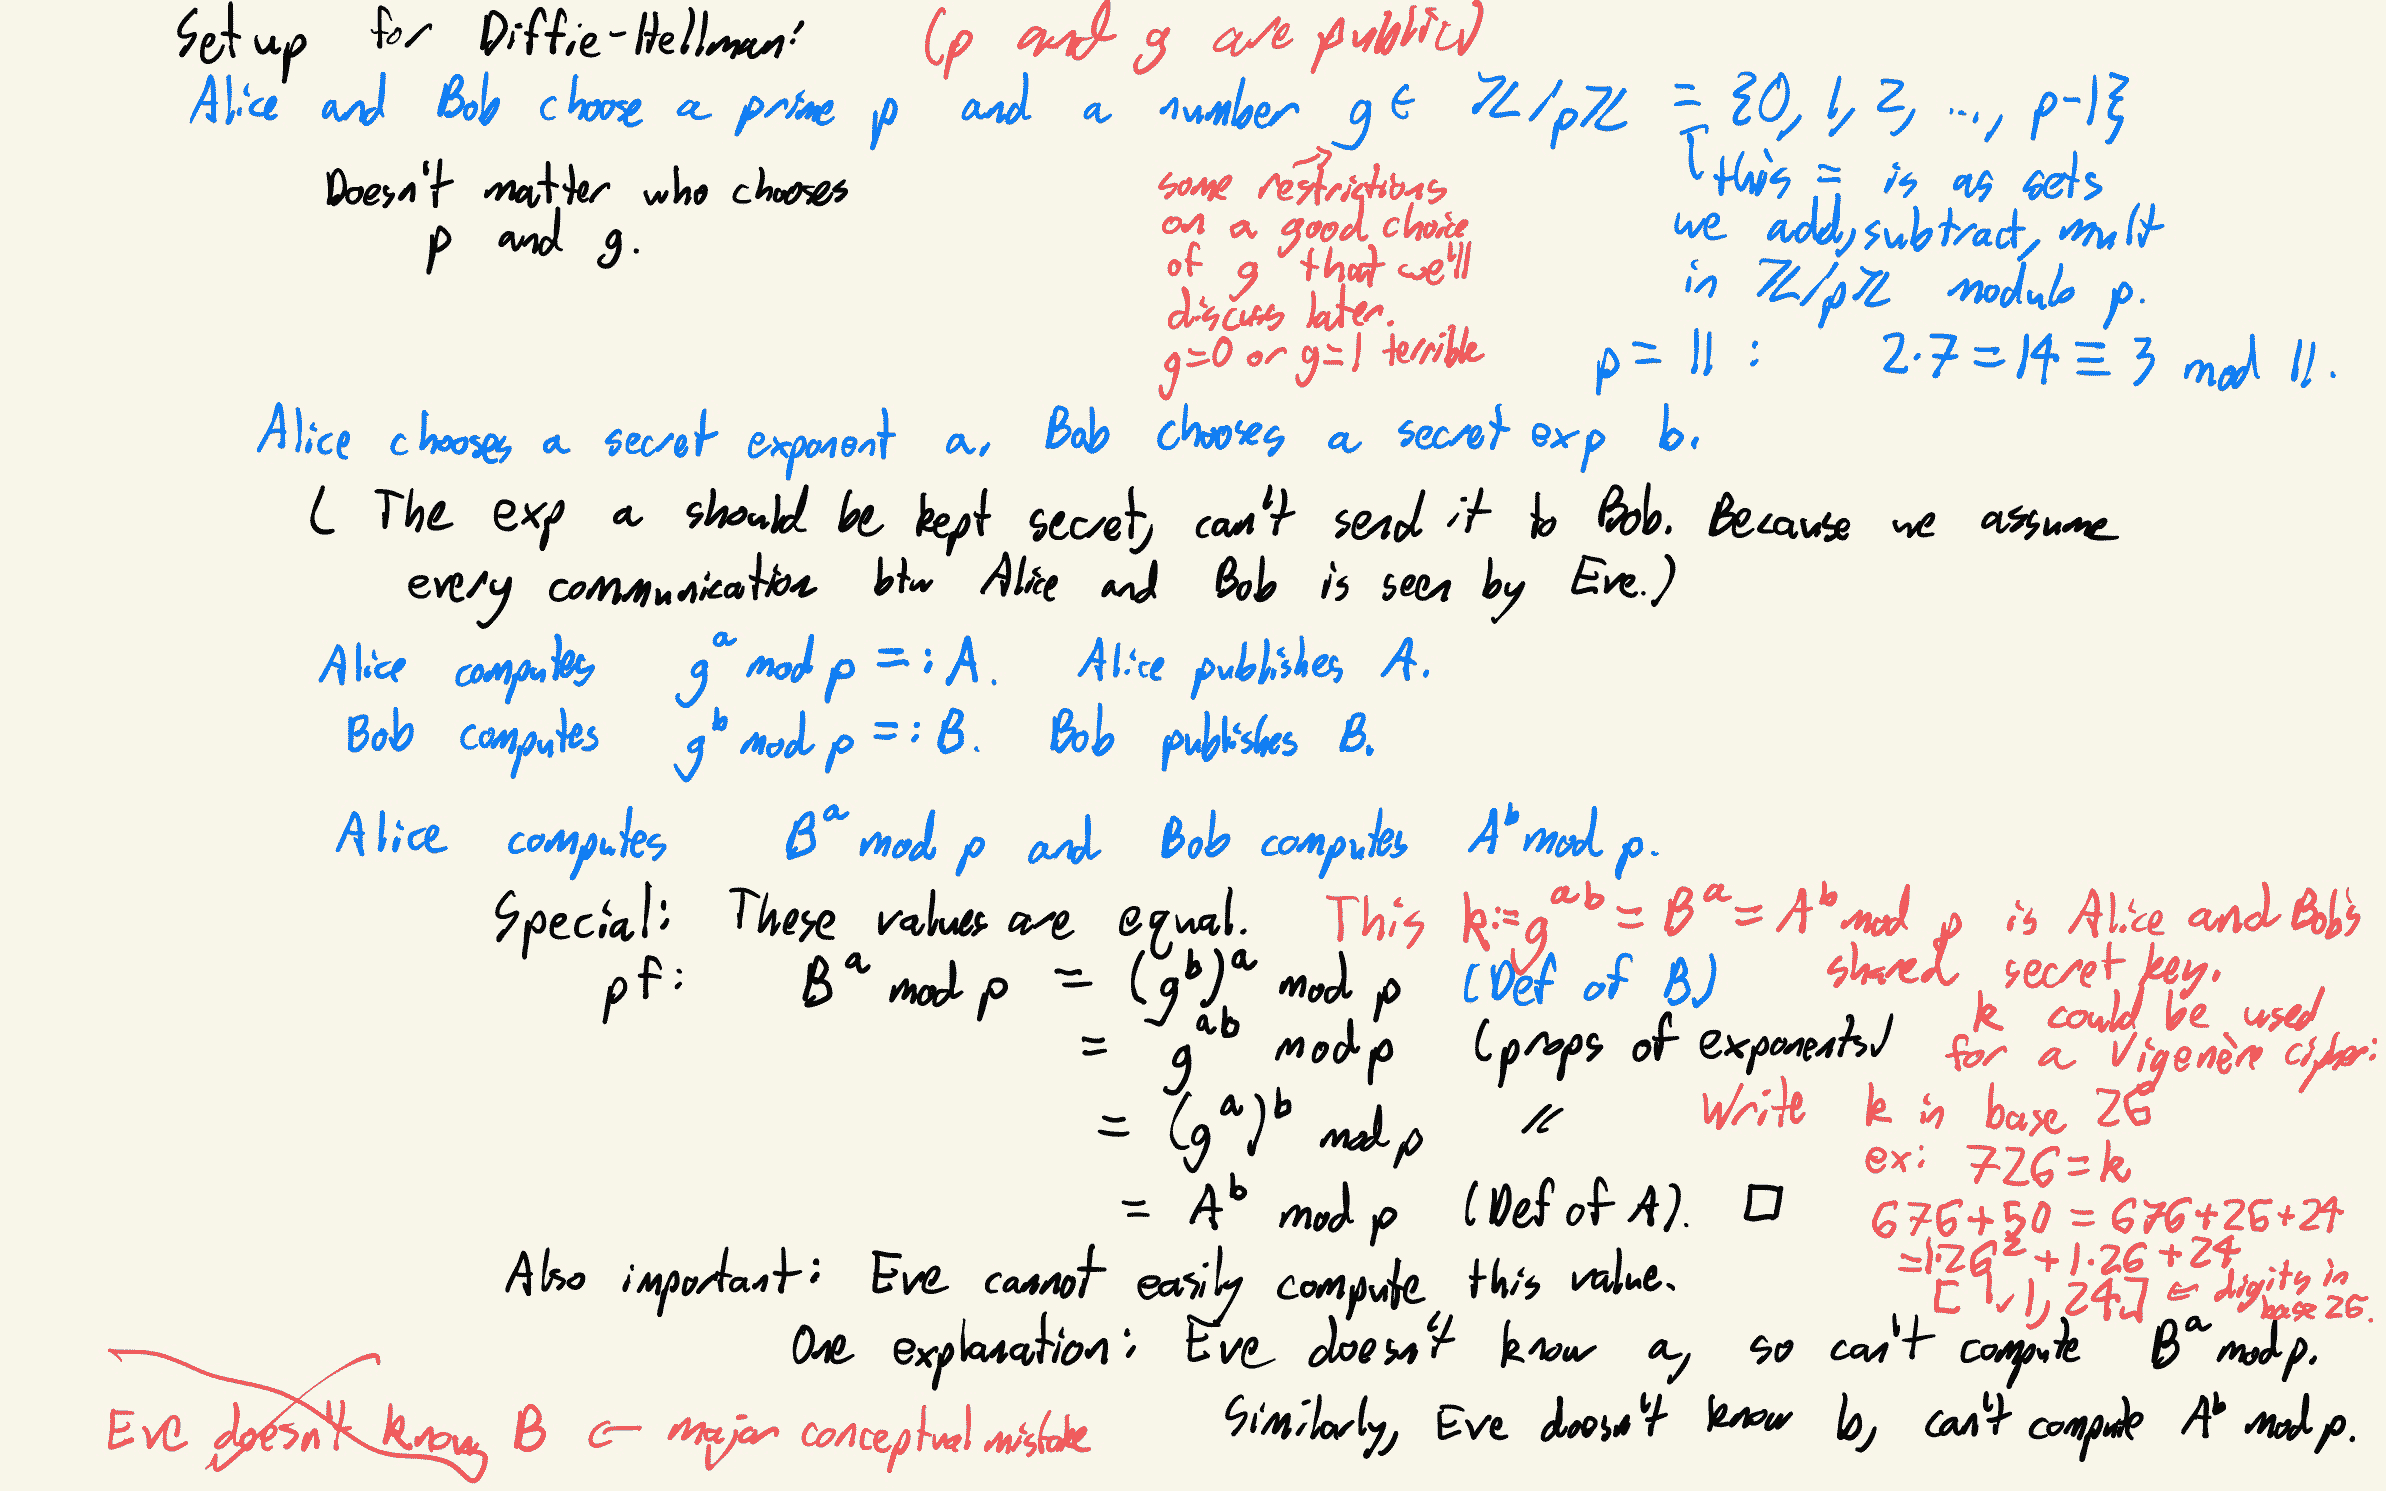 Set up for Diffie-Hellman: (p and g are public)
Alice and Bob choose a prime p and a number g ∈ ℤ/pℤ = {0, 1, 2, ..., p-1}
Doesn't matter who chooses
p and g.
some restrictions
on a good choice
of g that we'll
discuss later.
g=0 or g=1 terrible
this = is as sets
we add, subtract, mult
in ℤ/pℤ modulo p.
p = 11 : 2·7 = 14 ≡ 3 mod 11.
Alice chooses a secret exponent a, Bob chooses a secret exp b.
( The exp a should be kept secret, can't send it to Bob. Because we assume
every communication btw Alice and Bob is seen by Eve.)
Alice computes g^a mod p =: A. Alice publishes A.
Bob computes g^b mod p =: B. Bob publishes B.
Alice computes B^a mod p and Bob computes A^b mod p.
Special: These values are equal.
pf: B^a mod p = (g^b)^a mod p (Def of B)
= g^ab mod p (props of exponents)
= (g^a)^b mod p "
= A^b mod p (Def of A). □
This k := g^ab = B^a = A^b mod p is Alice and Bob's
shared secret key.
k could be used
for a Vigenère cipher:
Write k in base 26
ex: 726 = k
676+50 = 676+26+24
=1·26^2 + 1·26 + 24
[1, 1, 24] ← digits in
base 26.
Also important: Eve cannot easily compute this value.
One explanation: Eve doesn't know a, so can't compute B^a mod p.
Similarly, Eve doesn't know b, can't compute A^b mod p.
Eve doesn't know B ← major conceptual mistake